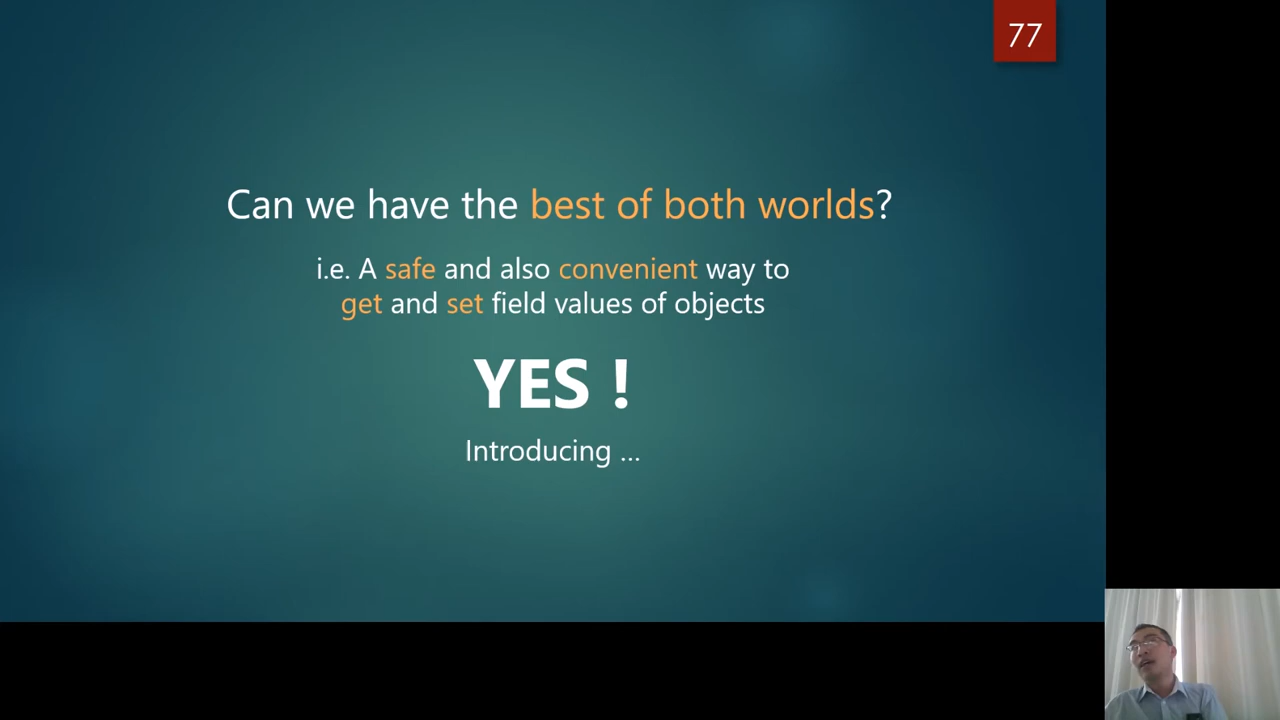 77
Can we have the best of both worlds?
i.e. A safe and also convenient way to
get and set field values of objects
YES !
Introducing ...